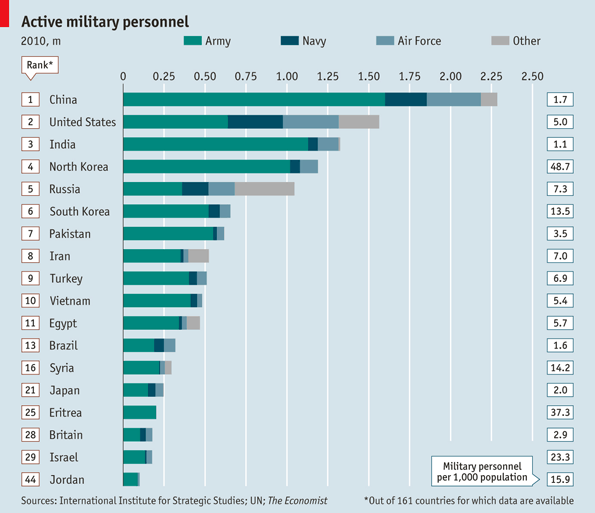 Active military personnel
2010, m
Army Navy Air Force Other
Rank*
0 0.25 0.50 0.75 1.00 1.25 1.50 1.75 2.00 2.25 2.50
1 China 1.7
2 United States 5.0
3 India 1.1
4 North Korea 48.7
5 Russia 7.3
6 South Korea 13.5
7 Pakistan 3.5
8 Iran 7.0
9 Turkey 6.9
10 Vietnam 5.4
11 Egypt 5.7
13 Brazil 1.6
16 Syria 14.2
21 Japan 2.0
25 Eritrea 37.3
28 Britain 2.9
29 Israel 23.3
Military personnel
per 1,000 population
44 Jordan 15.9
Sources: International Institute for Strategic Studies; UN; The Economist
*Out of 161 countries for which data are available